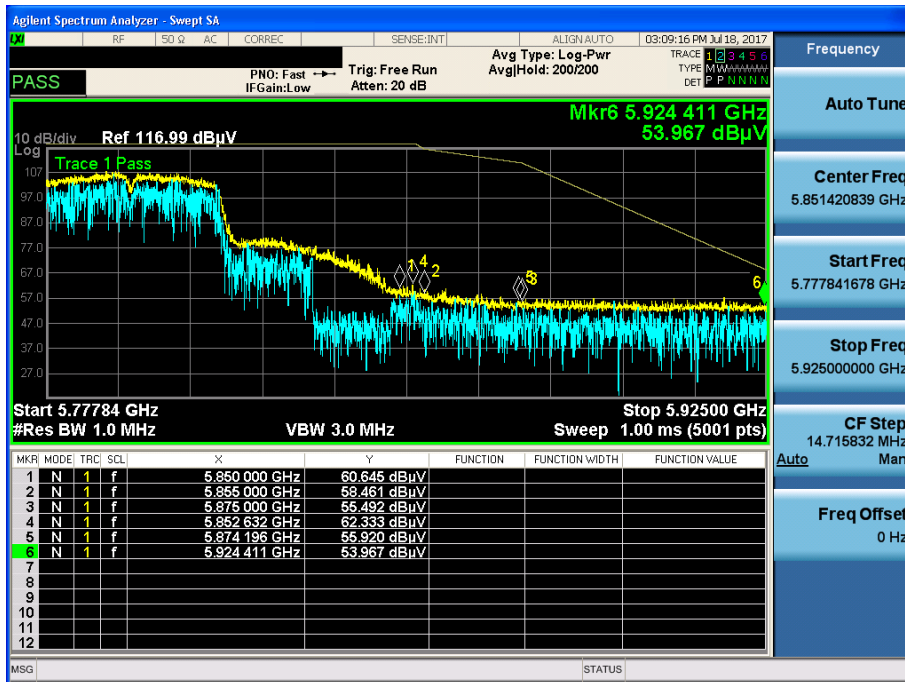 Agilent Spectrum Analyzer - Swept SA
LXI RF 50 Ω AC CORREC SENSE:INT ALIGN AUTO 03:09:16 PM Jul 18, 2017
PASS
PNO: Fast
IFGain:Low
Trig: Free Run
Atten: 20 dB
Avg Type: Log-Pwr
Avg|Hold: 200/200
TRACE 1 2 3 4 5 6
TYPE M W W W W W
DET P P N N N N
Mkr6 5.924 411 GHz
53.967 dBµV
10 dB/div Ref 116.99 dBµV
Log
Trace 1 Pass
107
97.0
87.0
77.0
67.0
57.0
47.0
37.0
27.0
1 4 2 5 3 6
Start 5.77784 GHz Stop 5.92500 GHz
#Res BW 1.0 MHz VBW 3.0 MHz Sweep 1.00 ms (5001 pts)
MKR MODE TRC SCL X Y FUNCTION FUNCTION WIDTH FUNCTION VALUE
1 N 1 f 5.850 000 GHz 60.645 dBµV
2 N 1 f 5.855 000 GHz 58.461 dBµV
3 N 1 f 5.875 000 GHz 55.492 dBµV
4 N 1 f 5.852 632 GHz 62.333 dBµV
5 N 1 f 5.874 196 GHz 55.920 dBµV
6 N 1 f 5.924 411 GHz 53.967 dBµV
7
8
9
10
11
12
MSG STATUS
Frequency
Auto Tune
Center Freq
5.851420839 GHz
Start Freq
5.777841678 GHz
Stop Freq
5.925000000 GHz
CF Step
14.715832 MHz
Auto Man
Freq Offset
0 Hz